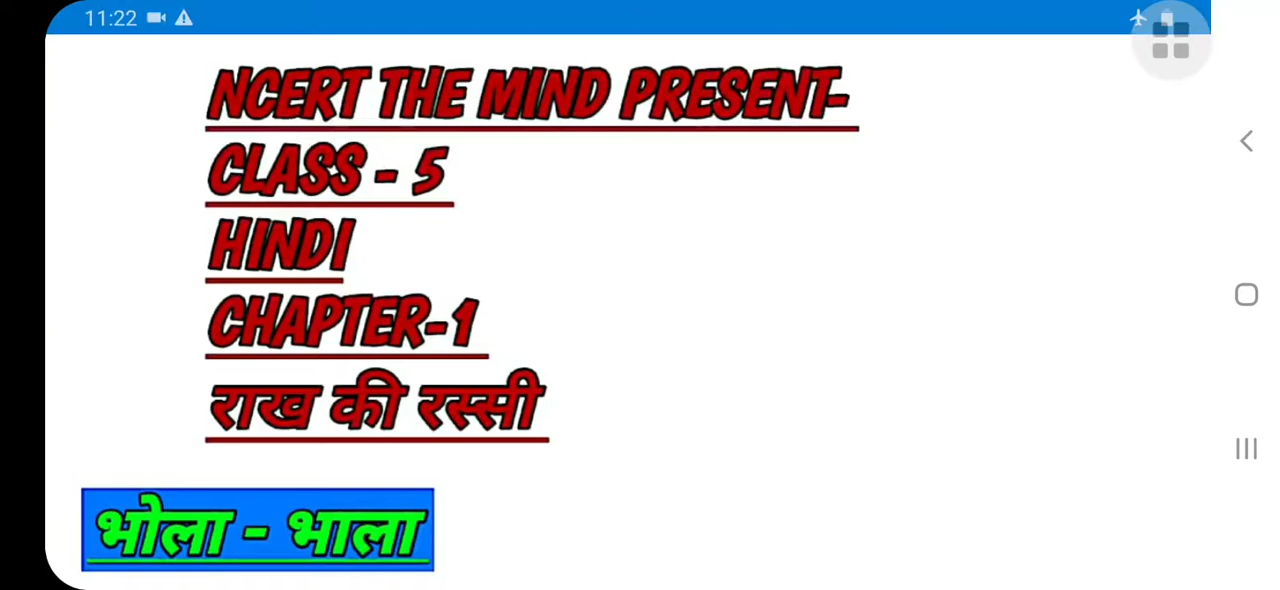 11:22
NCERT THE MIND PRESENT-
CLASS - 5
HINDI
CHAPTER-1
राख की रस्सी
भोला - भाला